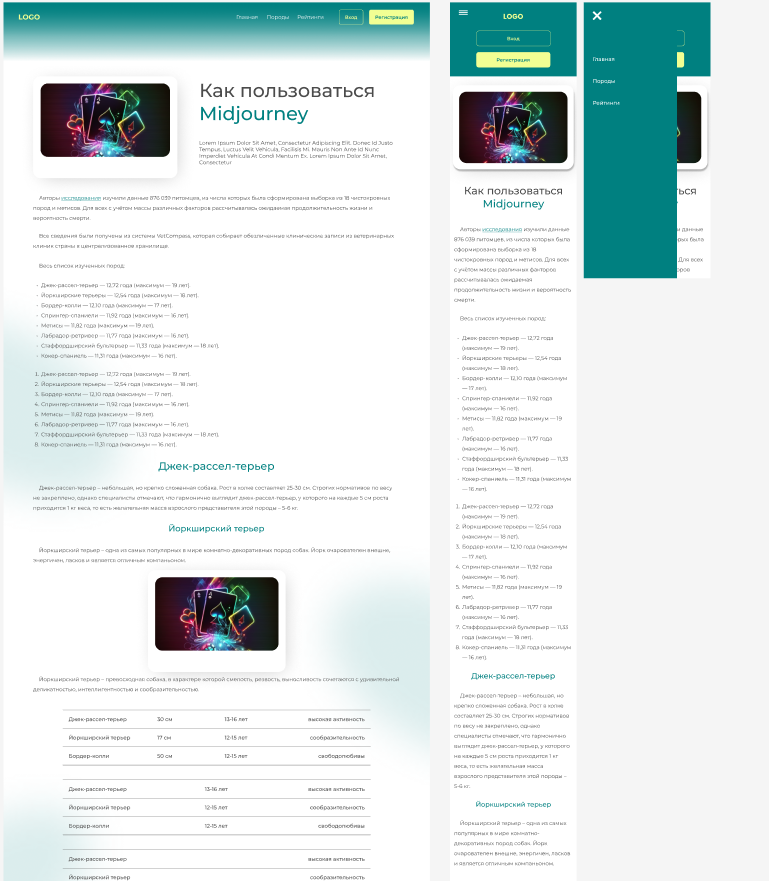 LOGO
Главная Породы Рейтинги
Вход
Регистрация
Как пользоваться
Midjourney
Lorem Ipsum Dolor Sit Amet, Consectetur Adipiscing Elit. Donec Id Justo
Tempus, Luctus Velit Vehicula, Facilisis Mi. Mauris Non Ante Id Nunc
Imperdiet Vehicula At Condi Mentum Ex. Lorem Ipsum Dolor Sit Amet,
Consectetur
Авторы исследования изучили данные 876 039 питомцев, из числа которых была сформирована выборка из 18 чистокровных
пород и метисов. Для всех с учётом массы различных факторов рассчитывалась ожидаемая продолжительность жизни и
вероятность смерти.
Все сведения были получены из системы VetCompass, которая собирает обезличенные клинические записи из ветеринарных
клиник страны в централизованное хранилище.
Весь список изученных пород:
Джек-рассел-терьер — 12,72 года (максимум — 19 лет).
Йоркширские терьеры — 12,54 года (максимум — 18 лет).
Бордер-колли — 12,10 года (максимум — 17 лет).
Спрингер-спаниели — 11,92 года (максимум — 16 лет).
Метисы — 11,82 года (максимум — 19 лет).
Лабрадор-ретривер — 11,77 года (максимум — 16 лет).
Стаффордширский бультерьер — 11,33 года (максимум — 18 лет).
Кокер-спаниель — 11,31 года (максимум — 16 лет).
1. Джек-рассел-терьер — 12,72 года (максимум — 19 лет).
2. Йоркширские терьеры — 12,54 года (максимум — 18 лет).
3. Бордер-колли — 12,10 года (максимум — 17 лет).
4. Спрингер-спаниели — 11,92 года (максимум — 16 лет).
5. Метисы — 11,82 года (максимум — 19 лет).
6. Лабрадор-ретривер — 11,77 года (максимум — 16 лет).
7. Стаффордширский бультерьер — 11,33 года (максимум — 18 лет).
8. Кокер-спаниель — 11,31 года (максимум — 16 лет).
Джек-рассел-терьер
Джек-рассел-терьер – небольшая, но крепко сложенная собака. Рост в холке составляет 25-30 см. Строгих нормативов по весу
не закреплено, однако специалисты отмечают, что гармонично выглядит джек-рассел-терьер, у которого на каждые 5 см роста
приходится 1 кг веса, то есть желательная масса взрослого представителя этой породы – 5-6 кг.
Йоркширский терьер
Йоркширский терьер – одна из самых популярных в мире комнатно-декоративных пород собак. Йорк очарователен внешне,
энергичен, ласков и является отличным компаньоном.
Йоркширский терьер – превосходная собака, в характере которой смелость, резвость, выносливость сочетаются с удивительной
деликатностью, интеллигентностью и сообразительностью.
Джек-рассел-терьер 30 см 13-16 лет высокая активность
Йоркширский терьер 17 см 12-15 лет сообразительность
Бордер-колли 50 см 12-15 лет свободолюбивы
Джек-рассел-терьер 13-16 лет высокая активность
Йоркширский терьер 12-15 лет сообразительность
Бордер-колли 12-15 лет свободолюбивы
Джек-рассел-терьер высокая активность
Йоркширский терьер сообразительность
LOGO
Вход
Регистрация
Как пользоваться
Midjourney
Авторы исследования изучили данные
876 039 питомцев, из числа которых была
сформирована выборка из 18
чистокровных пород и метисов. Для всех
с учётом массы различных факторов
рассчитывалась ожидаемая
продолжительность жизни и вероятность
смерти.
Весь список изученных пород:
Джек-рассел-терьер — 12,72 года
(максимум — 19 лет).
Йоркширские терьеры — 12,54 года
(максимум — 18 лет).
Бордер-колли — 12,10 года (максимум
— 17 лет).
Спрингер-спаниели — 11,92 года
(максимум — 16 лет).
Метисы — 11,82 года (максимум — 19
лет).
Лабрадор-ретривер — 11,77 года
(максимум — 16 лет).
Стаффордширский бультерьер — 11,33
года (максимум — 18 лет).
Кокер-спаниель — 11,31 года (максимум
— 16 лет).
1. Джек-рассел-терьер — 12,72 года
(максимум — 19 лет).
2. Йоркширские терьеры — 12,54 года
(максимум — 18 лет).
3. Бордер-колли — 12,10 года (максимум
— 17 лет).
4. Спрингер-спаниели — 11,92 года
(максимум — 16 лет).
5. Метисы — 11,82 года (максимум — 19
лет).
6. Лабрадор-ретривер — 11,77 года
(максимум — 16 лет).
7. Стаффордширский бультерьер — 11,33
года (максимум — 18 лет).
8. Кокер-спаниель — 11,31 года (максимум
— 16 лет).
Джек-рассел-терьер
Джек-рассел-терьер – небольшая, но
крепко сложенная собака. Рост в холке
составляет 25-30 см. Строгих нормативов
по весу не закреплено, однако
специалисты отмечают, что гармонично
выглядит джек-рассел-терьер, у которого
на каждые 5 см роста приходится 1 кг
веса, то есть желательная масса
взрослого представителя этой породы –
5-6 кг.
Йоркширский терьер
Йоркширский терьер – одна из самых
популярных в мире комнатно-
декоративных пород собак. Йорк
очарователен внешне, энергичен, ласков
и является отличным компаньоном.
Главная
Породы
Рейтинги